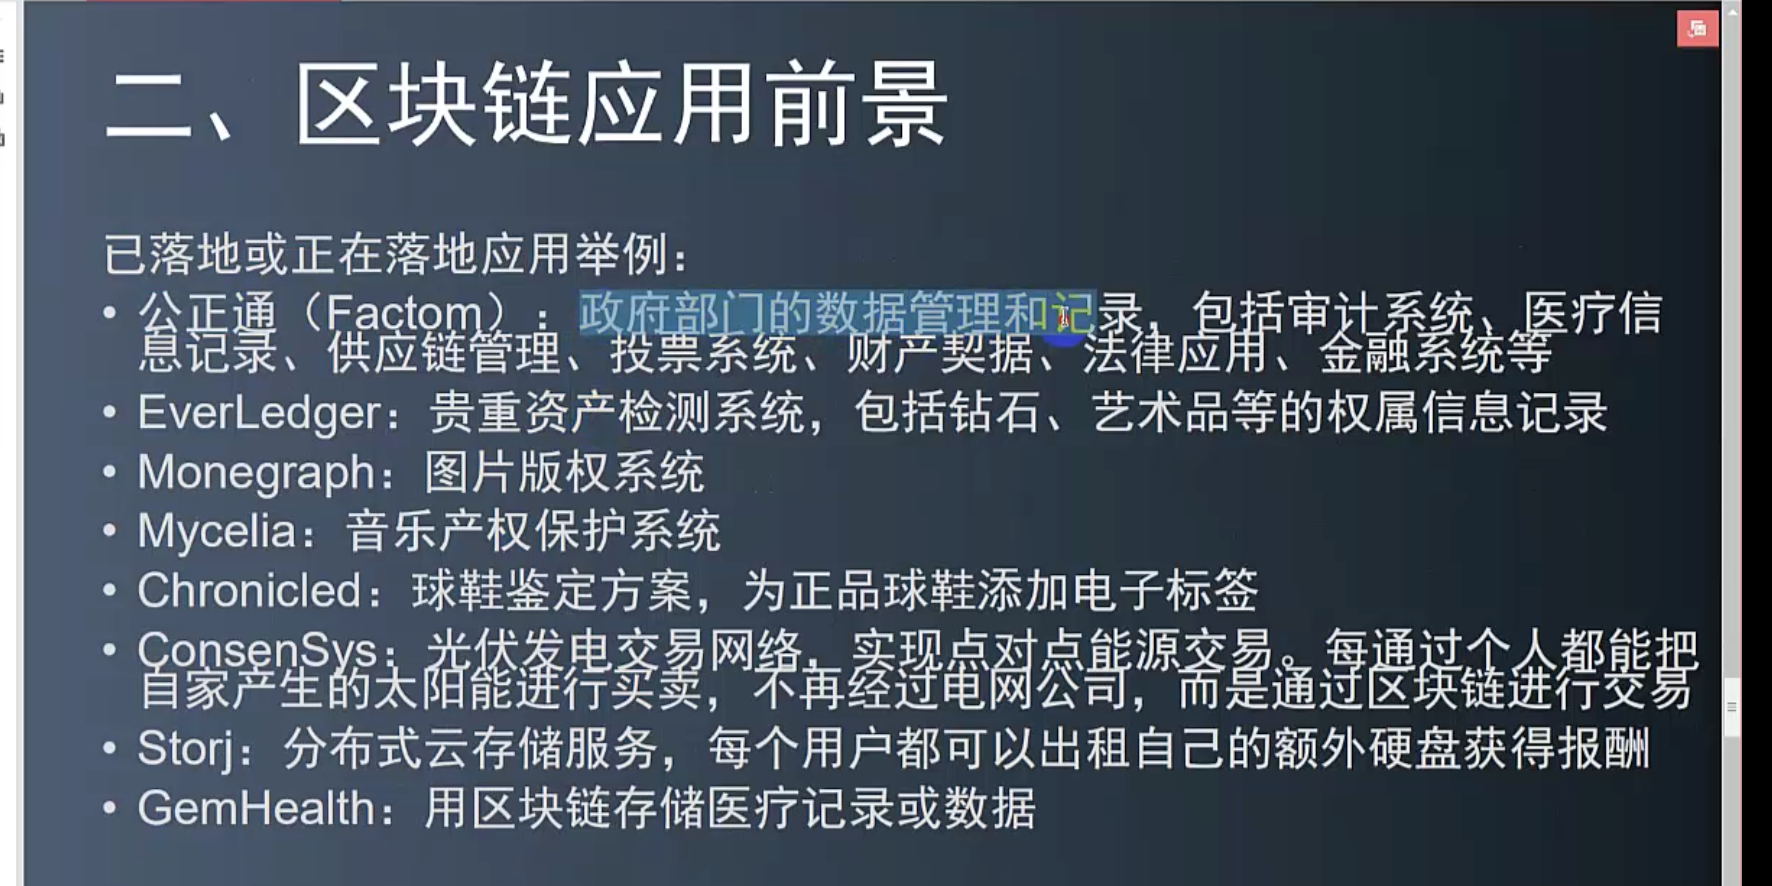 二、区块链应用前景
已落地或正在落地应用举例：
• 公正通（Factom）：政府部门的数据管理和记录，包括审计系统、医疗信
息记录、供应链管理、投票系统、财产契据、法律应用、金融系统等
• EverLedger：贵重资产检测系统，包括钻石、艺术品等的权属信息记录
• Monegraph：图片版权系统
• Mycelia：音乐产权保护系统
• Chronicled：球鞋鉴定方案，为正品球鞋添加电子标签
• ConsenSys：光伏发电交易网络，实现点对点能源交易。每通过个人都能把
自家产生的太阳能进行买卖，不再经过电网公司，而是通过区块链进行交易
• Storj：分布式云存储服务，每个用户都可以出租自己的额外硬盘获得报酬
• GemHealth：用区块链存储医疗记录或数据